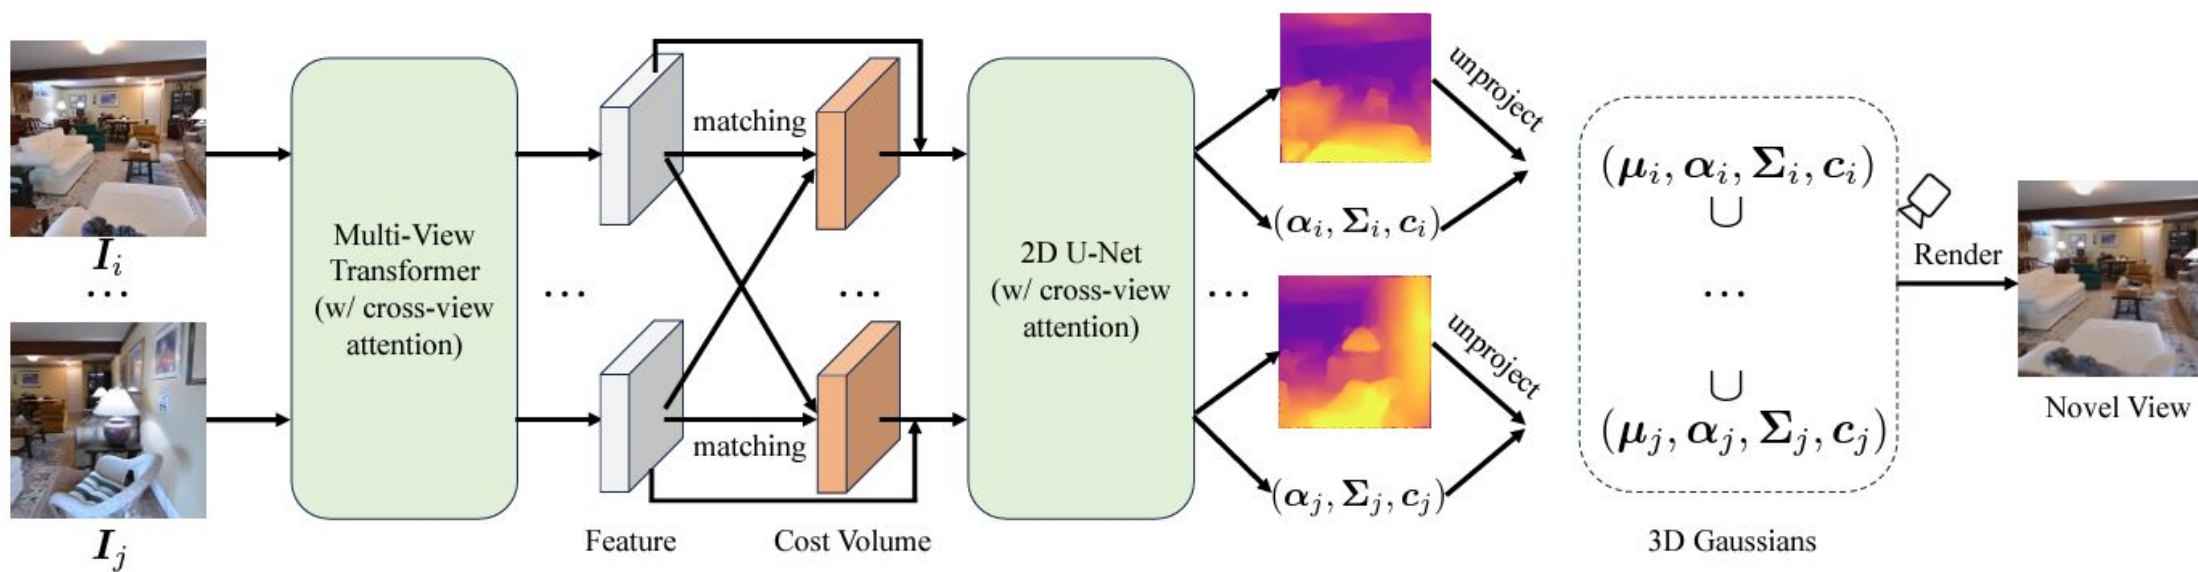 I_i
...
I_j
Multi-View
Transformer
(w/ cross-view
attention)
...
matching
matching
Feature
...
Cost Volume
2D U-Net
(w/ cross-view
attention)
...
unproject
(α_i, Σ_i, c_i)
unproject
(α_j, Σ_j, c_j)
(μ_i, α_i, Σ_i, c_i)
∪
...
∪
(μ_j, α_j, Σ_j, c_j)
3D Gaussians
Render
Novel View